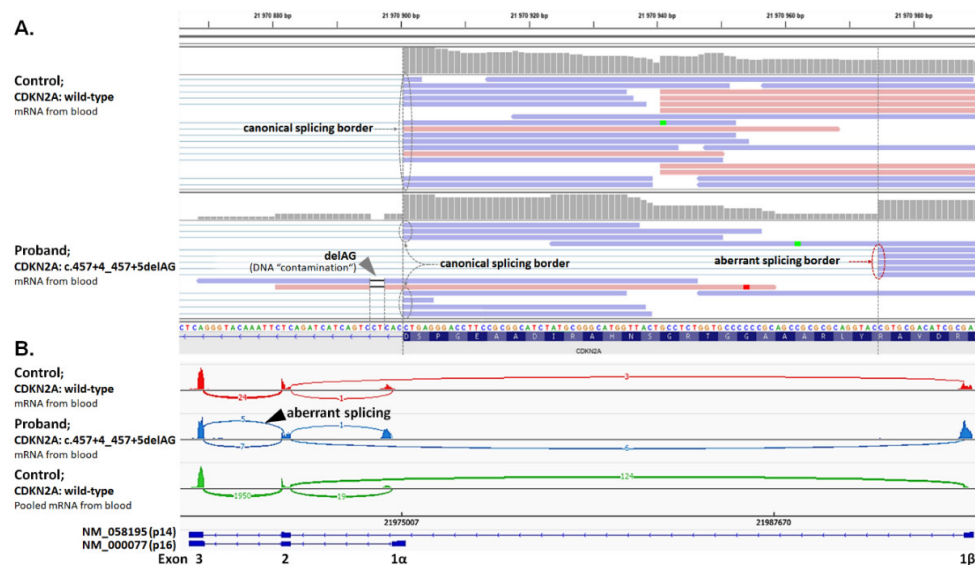 21 970 880 bp 21 970 900 bp 21 970 920 bp 21 970 940 bp 21 970 960 bp 21 970 980 bp
A.
Control;
CDKN2A: wild-type
mRNA from blood
canonical splicing border
Proband;
CDKN2A: c.457+4_457+5delAG
mRNA from blood
delAG
(DNA "contamination")
canonical splicing border
aberrant splicing border
CTCAGGGTACAAATTCTCAGATCATCAGTCCTCACCTGAGGGACCTTCCGCGGCATCTATGCGGGCATGGTTACTGCCTCTGGTGCCCCCCGCAGCCGCGCGCAGGTACCGTGCGACATCGCGA
D S P G E A A D I R A H N S G R T G G A A R L Y R A V D R
CDKN2A
B.
Control;
CDKN2A: wild-type
mRNA from blood
24 1 3
Proband;
CDKN2A: c.457+4_457+5delAG
mRNA from blood
aberrant splicing
5 7 1 6
Control;
CDKN2A: wild-type
Pooled mRNA from blood
1950 19 124
21975007 21987670
NM_058195 (p14)
NM_000077 (p16)
Exon 3 2 1α 1β